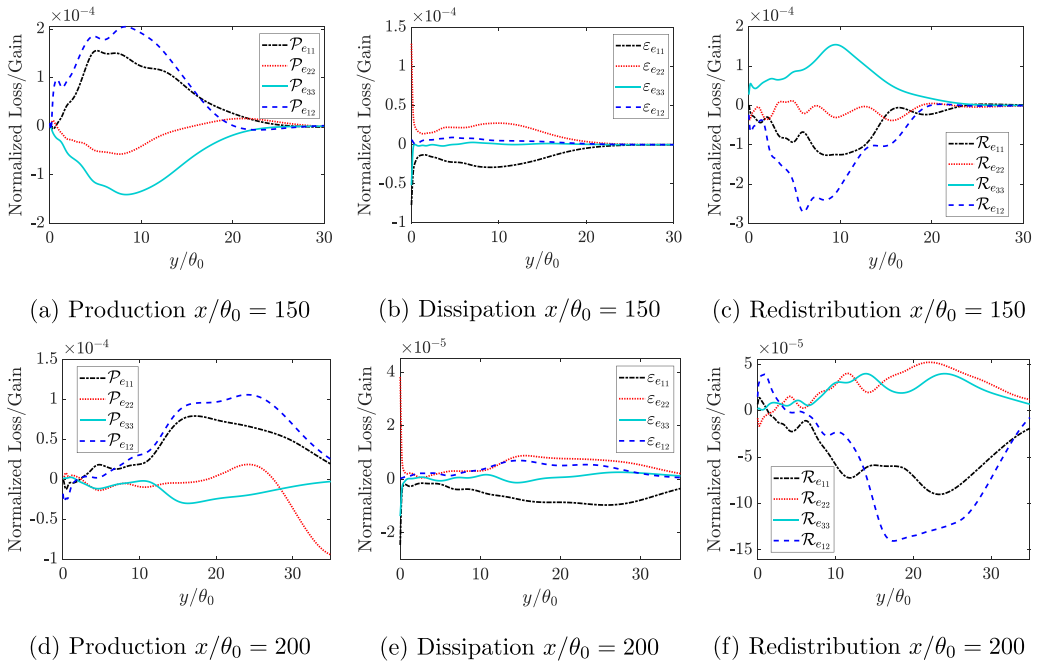 ×10⁻⁴
Normalized Loss/Gain
2
1
0
-1
2
0
10
20
30
y/θ₀
𝒫ₑ₁₁
𝒫ₑ₂₂
𝒫ₑ₃₃
𝒫ₑ₁₂
(a) Production x/θ₀ = 150
×10⁻⁴
Normalized Loss/Gain
1.5
1
0.5
0
-0.5
-1
0
10
20
30
y/θ₀
εₑ₁₁
εₑ₂₂
εₑ₃₃
εₑ₁₂
(b) Dissipation x/θ₀ = 150
×10⁻⁴
Normalized Loss/Gain
2
1
0
-1
-2
-3
0
5
10
15
20
25
30
y/θ₀
ℛₑ₁₁
ℛₑ₂₂
ℛₑ₃₃
ℛₑ₁₂
(c) Redistribution x/θ₀ = 150
×10⁻⁴
Normalized Loss/Gain
1.5
1
0.5
0
-0.5
-1
0
10
20
30
y/θ₀
𝒫ₑ₁₁
𝒫ₑ₂₂
𝒫ₑ₃₃
𝒫ₑ₁₂
(d) Production x/θ₀ = 200
×10⁻⁵
Normalized Loss/Gain
4
2
0
-2
0
10
20
30
y/θ₀
εₑ₁₁
εₑ₂₂
εₑ₃₃
εₑ₁₂
(e) Dissipation x/θ₀ = 200
×10⁻⁵
Normalized Loss/Gain
5
0
-5
-10
-15
0
10
20
30
y/θ₀
ℛₑ₁₁
ℛₑ₂₂
ℛₑ₃₃
ℛₑ₁₂
(f) Redistribution x/θ₀ = 200